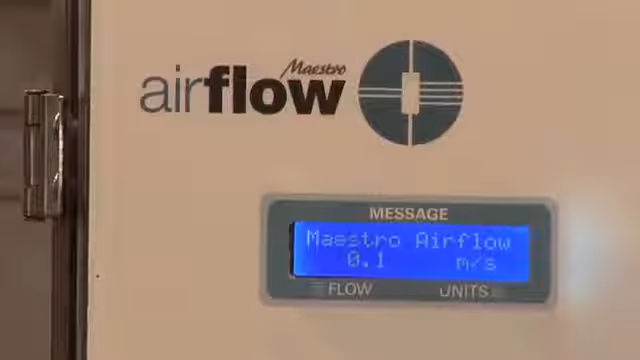 Maestro
airflow
MESSAGE
Maestro Airflow
0.1 m/s
FLOW UNITS